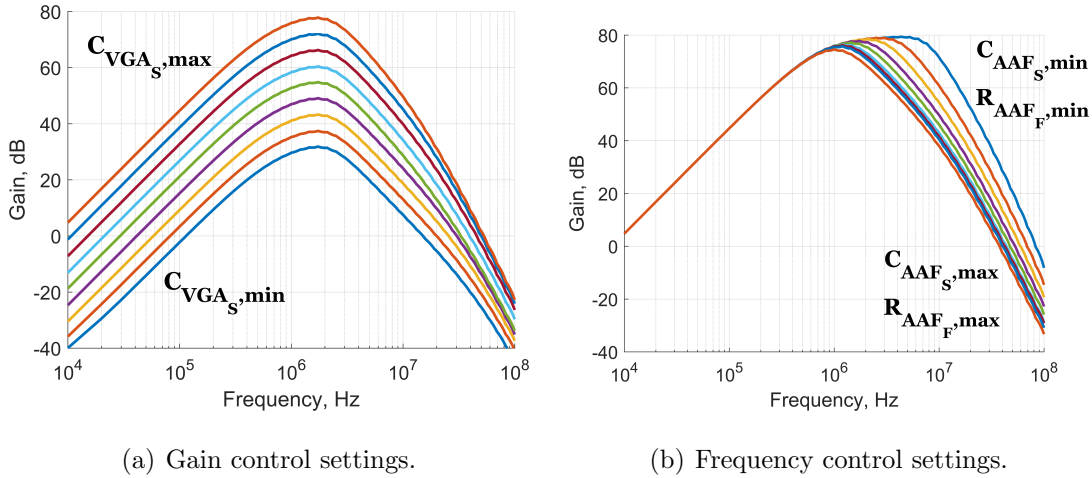 80
60
40
20
0
-20
-40
Gain, dB
C_VGA_S,max
C_VGA_S,min
10^4 10^5 10^6 10^7 10^8
Frequency, Hz
(a) Gain control settings.
80
60
40
20
0
-20
-40
Gain, dB
C_AAF_S,min
R_AAF_F,min
C_AAF_S,max
R_AAF_F,max
10^4 10^5 10^6 10^7 10^8
Frequency, Hz
(b) Frequency control settings.